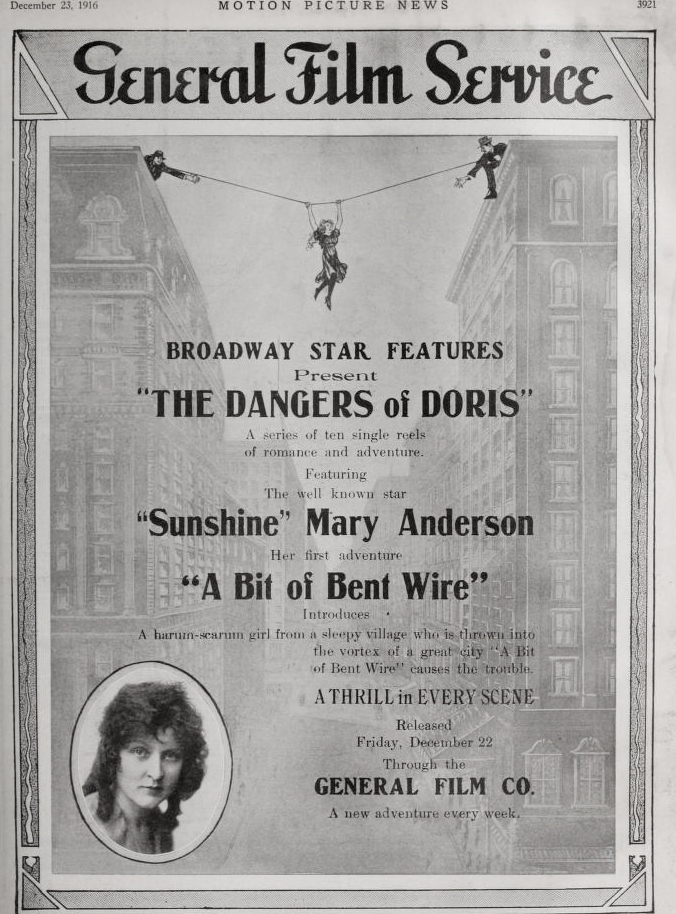 December 23, 1916 MOTION PICTURE NEWS 3921
General Film Service
BROADWAY STAR FEATURES
Present
"THE DANGERS of DORIS"
A series of ten single reels
of romance and adventure.
Featuring
The well known star
"Sunshine" Mary Anderson
Her first adventure
"A Bit of Bent Wire"
Introduces
A harum-scarum girl from a sleepy village who is thrown into
the vortex of a great city "A Bit
of Bent Wire" causes the trouble.
A THRILL in EVERY SCENE
Released
Friday, December 22
Through the
GENERAL FILM CO.
A new adventure every week.